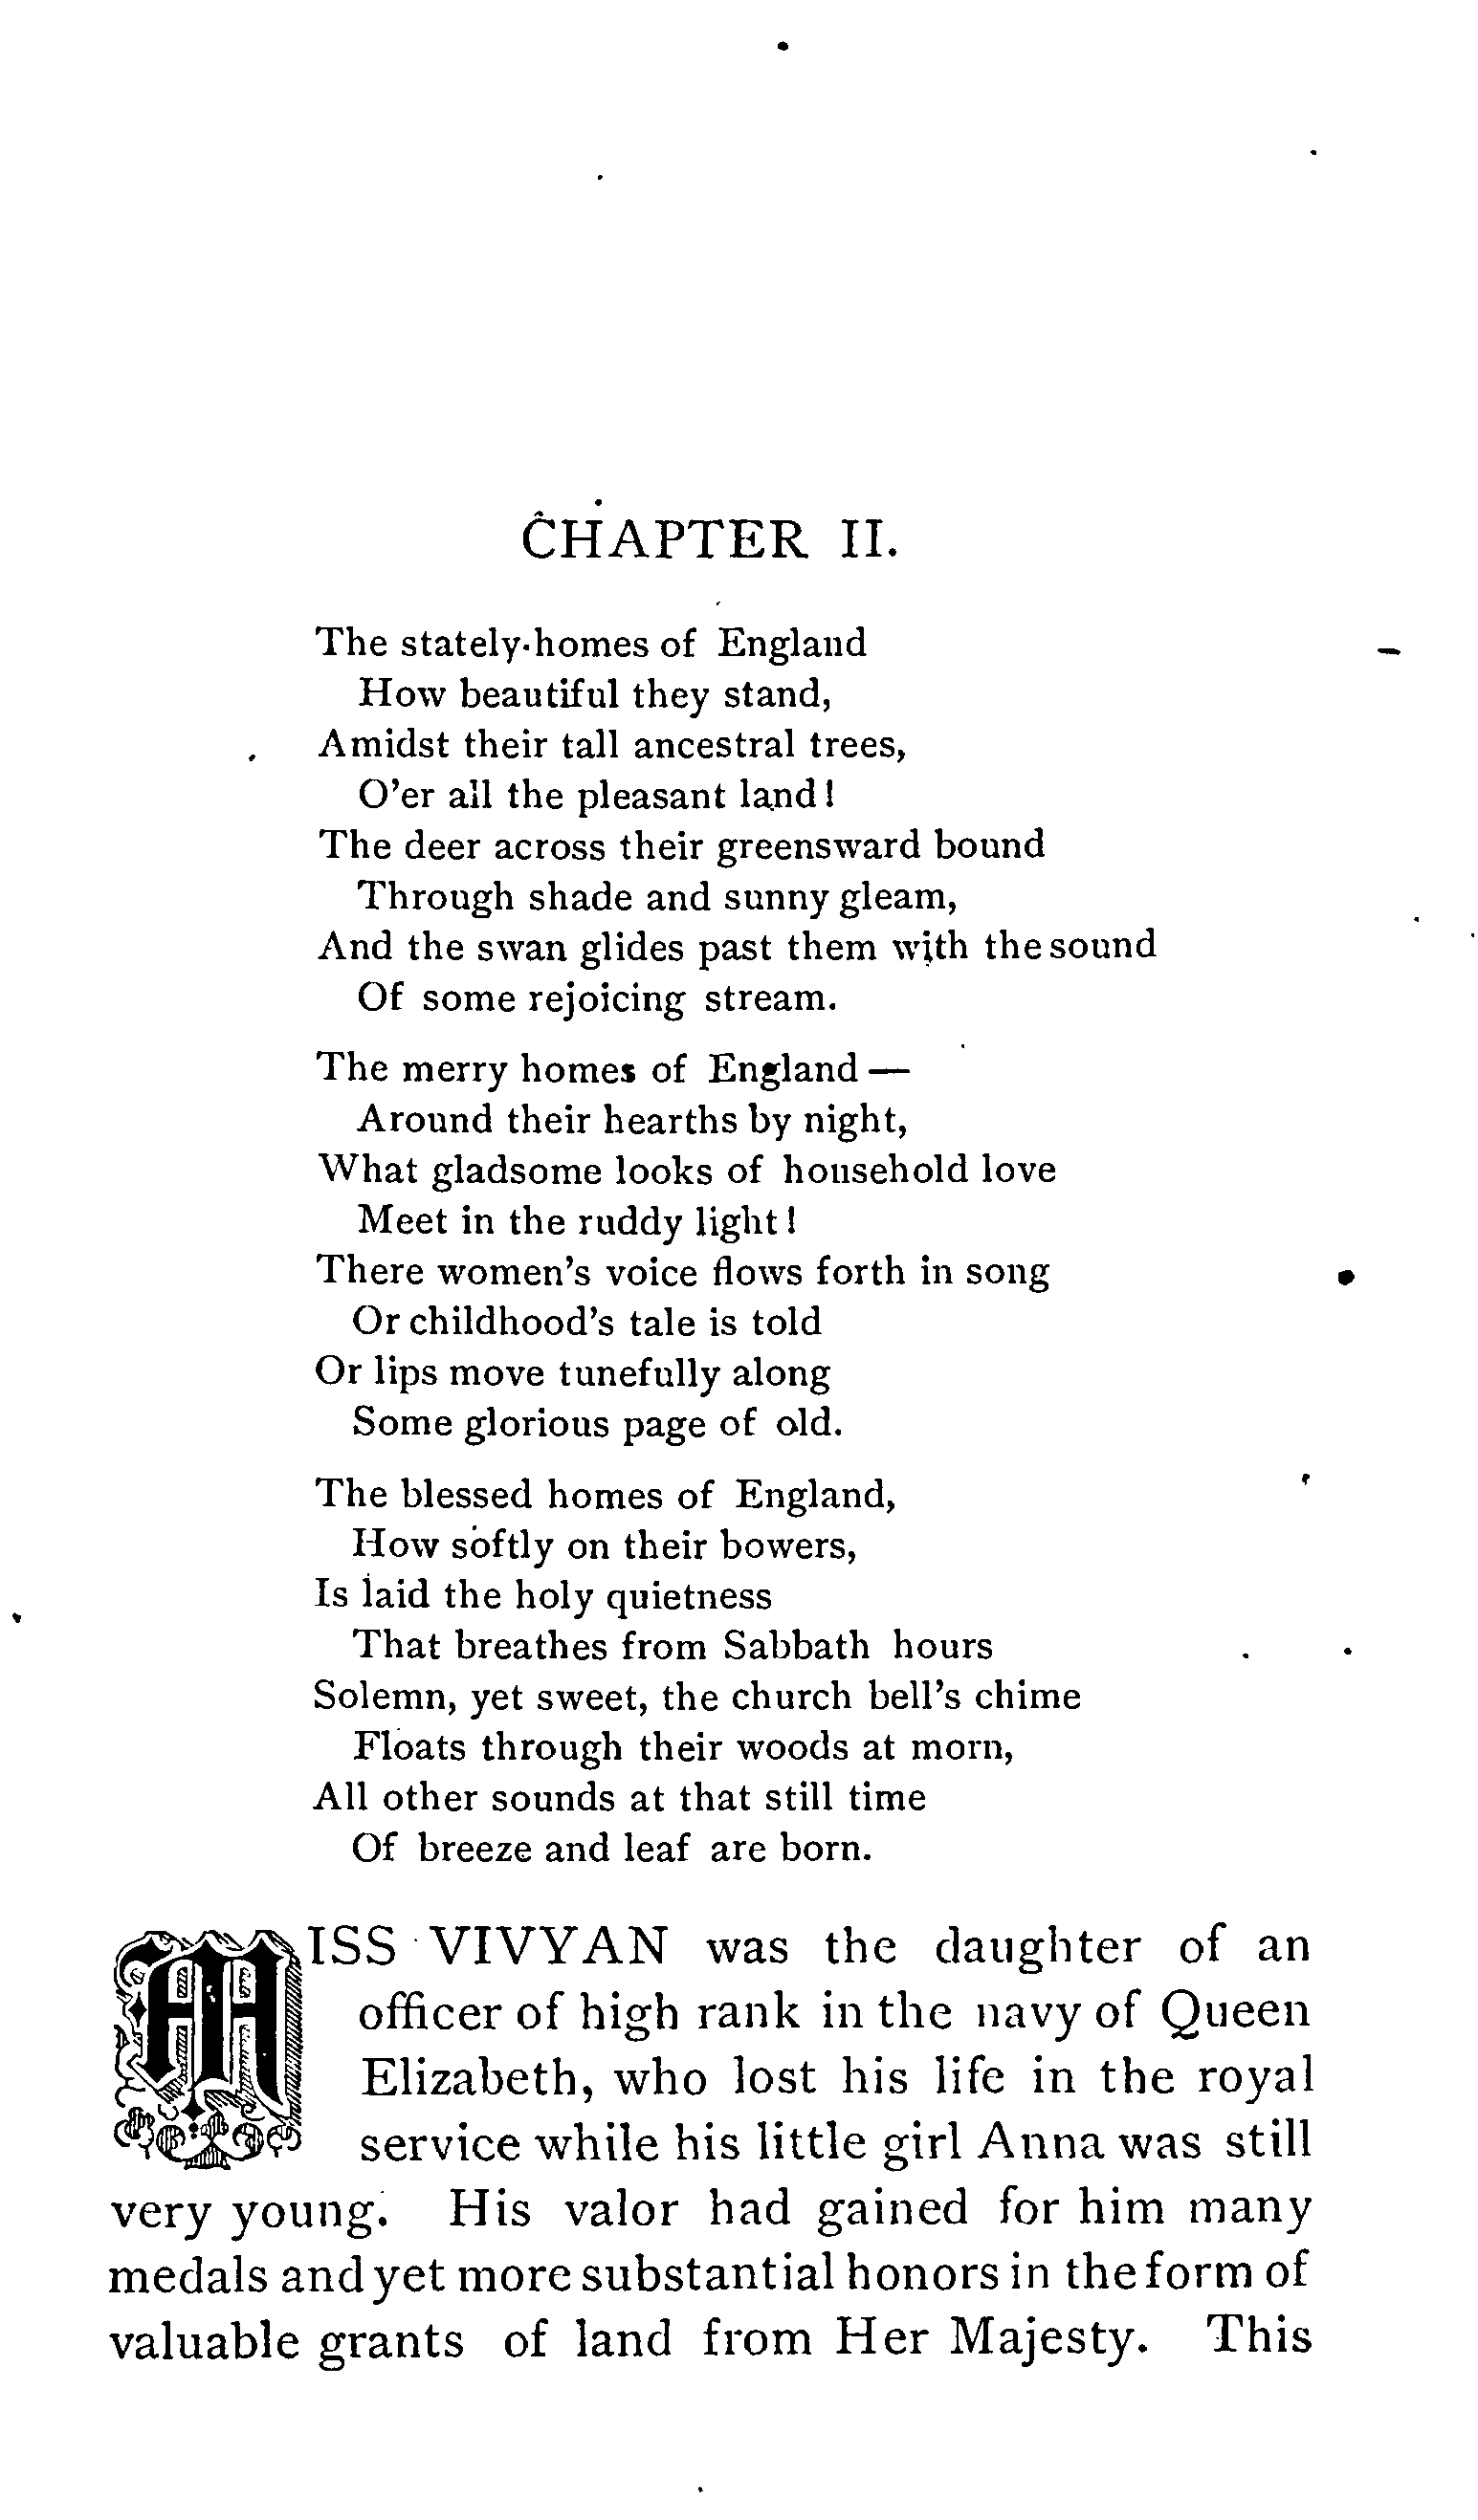 CHAPTER II.
The stately homes of England
How beautiful they stand,
Amidst their tall ancestral trees,
O'er all the pleasant land!
The deer across their greensward bound
Through shade and sunny gleam,
And the swan glides past them with the sound
Of some rejoicing stream.
The merry homes of England —
Around their hearths by night,
What gladsome looks of household love
Meet in the ruddy light!
There women's voice flows forth in song
Or childhood's tale is told
Or lips move tunefully along
Some glorious page of old.
The blessed homes of England,
How softly on their bowers,
Is laid the holy quietness
That breathes from Sabbath hours
Solemn, yet sweet, the church bell's chime
Floats through their woods at morn,
All other sounds at that still time
Of breeze and leaf are born.
MISS VIVYAN was the daughter of an
officer of high rank in the navy of Queen
Elizabeth, who lost his life in the royal
service while his little girl Anna was still
very young. His valor had gained for him many
medals and yet more substantial honors in the form of
valuable grants of land from Her Majesty. This